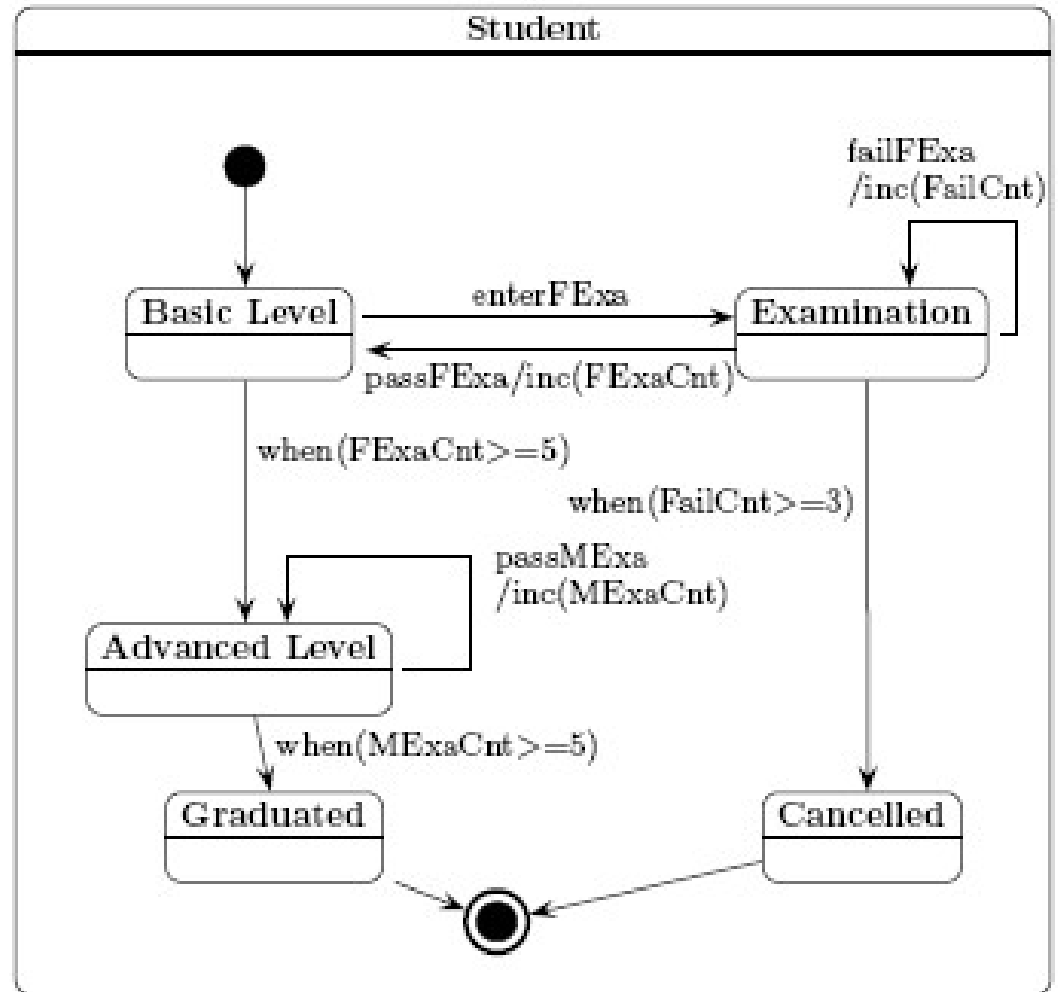 Student
failFExa
/inc(FailCnt)
Basic Level
enterFExa
Examination
passFExa/inc(FExaCnt)
when(FExaCnt>=5)
when(FailCnt>=3)
passMExa
/inc(MExaCnt)
Advanced Level
when(MExaCnt>=5)
Graduated
Cancelled